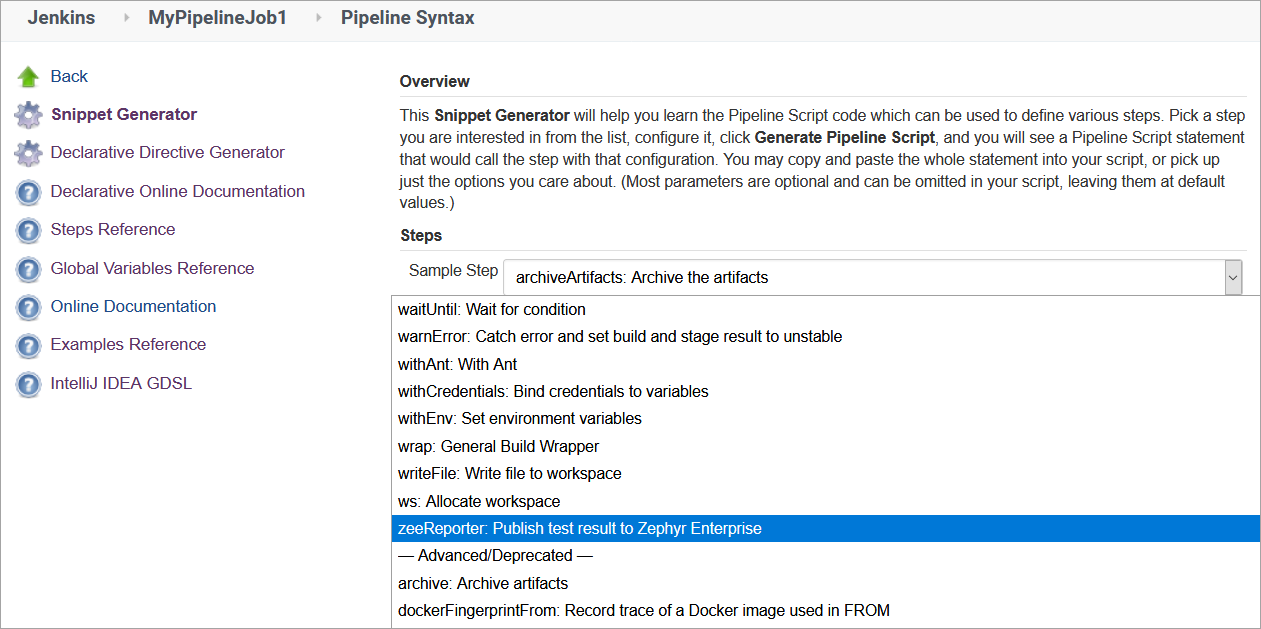 Jenkins MyPipelineJob1 Pipeline Syntax
Back
Snippet Generator
Declarative Directive Generator
Declarative Online Documentation
Steps Reference
Global Variables Reference
Online Documentation
Examples Reference
IntelliJ IDEA GDSL
Overview
This Snippet Generator will help you learn the Pipeline Script code which can be used to define various steps. Pick a step
you are interested in from the list, configure it, click Generate Pipeline Script, and you will see a Pipeline Script statement
that would call the step with that configuration. You may copy and paste the whole statement into your script, or pick up
just the options you care about. (Most parameters are optional and can be omitted in your script, leaving them at default
values.)
Steps
Sample Step archiveArtifacts: Archive the artifacts
waitUntil: Wait for condition
warnError: Catch error and set build and stage result to unstable
withAnt: With Ant
withCredentials: Bind credentials to variables
withEnv: Set environment variables
wrap: General Build Wrapper
writeFile: Write file to workspace
ws: Allocate workspace
zeeReporter: Publish test result to Zephyr Enterprise
— Advanced/Deprecated —
archive: Archive artifacts
dockerFingerprintFrom: Record trace of a Docker image used in FROM